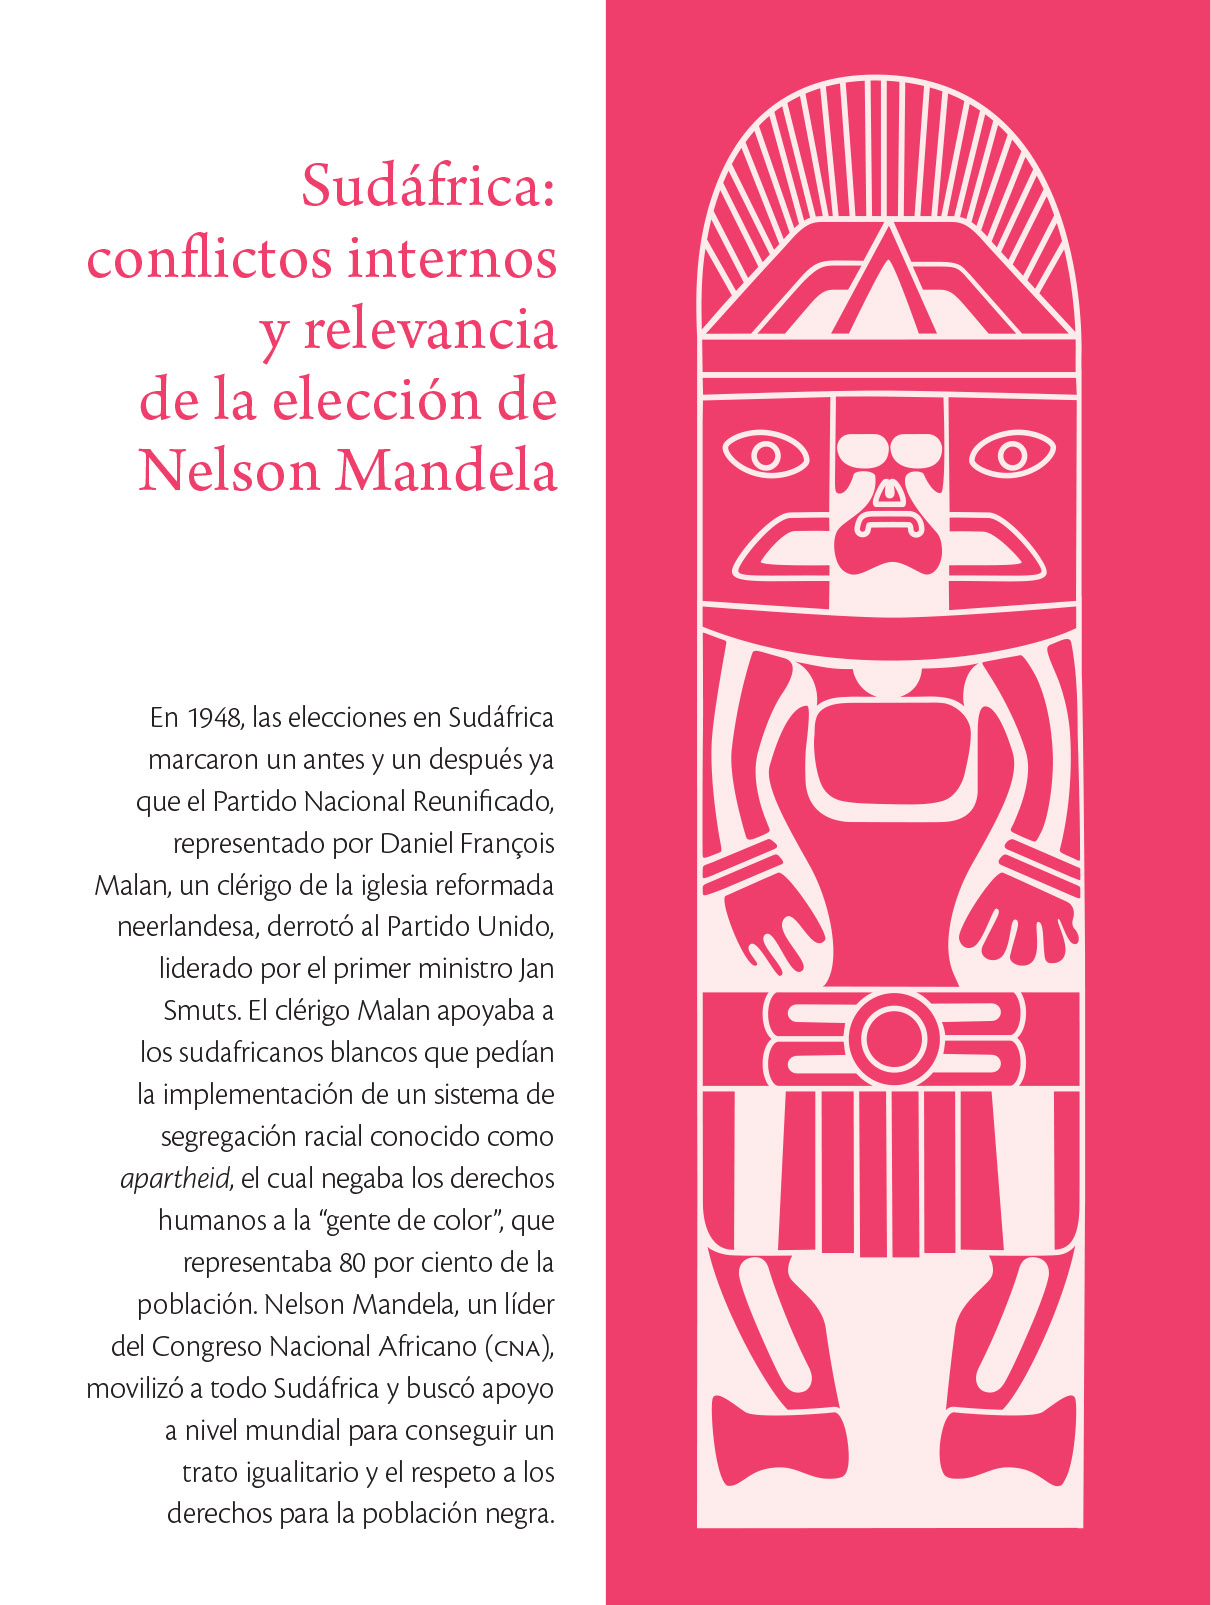 Sudáfrica:
conflictos internos
y relevancia
de la elección de
Nelson Mandela
En 1948, las elecciones en Sudáfrica
marcaron un antes y un después ya
que el Partido Nacional Reunificado,
representado por Daniel François
Malan, un clérigo de la iglesia reformada
neerlandesa, derrotó al Partido Unido,
liderado por el primer ministro Jan
Smuts. El clérigo Malan apoyaba a
los sudafricanos blancos que pedían
la implementación de un sistema de
segregación racial conocido como
apartheid, el cual negaba los derechos
humanos a la “gente de color”, que
representaba 80 por ciento de la
población. Nelson Mandela, un líder
del Congreso Nacional Africano (CNA),
movilizó a todo Sudáfrica y buscó apoyo
a nivel mundial para conseguir un
trato igualitario y el respeto a los
derechos para la población negra.